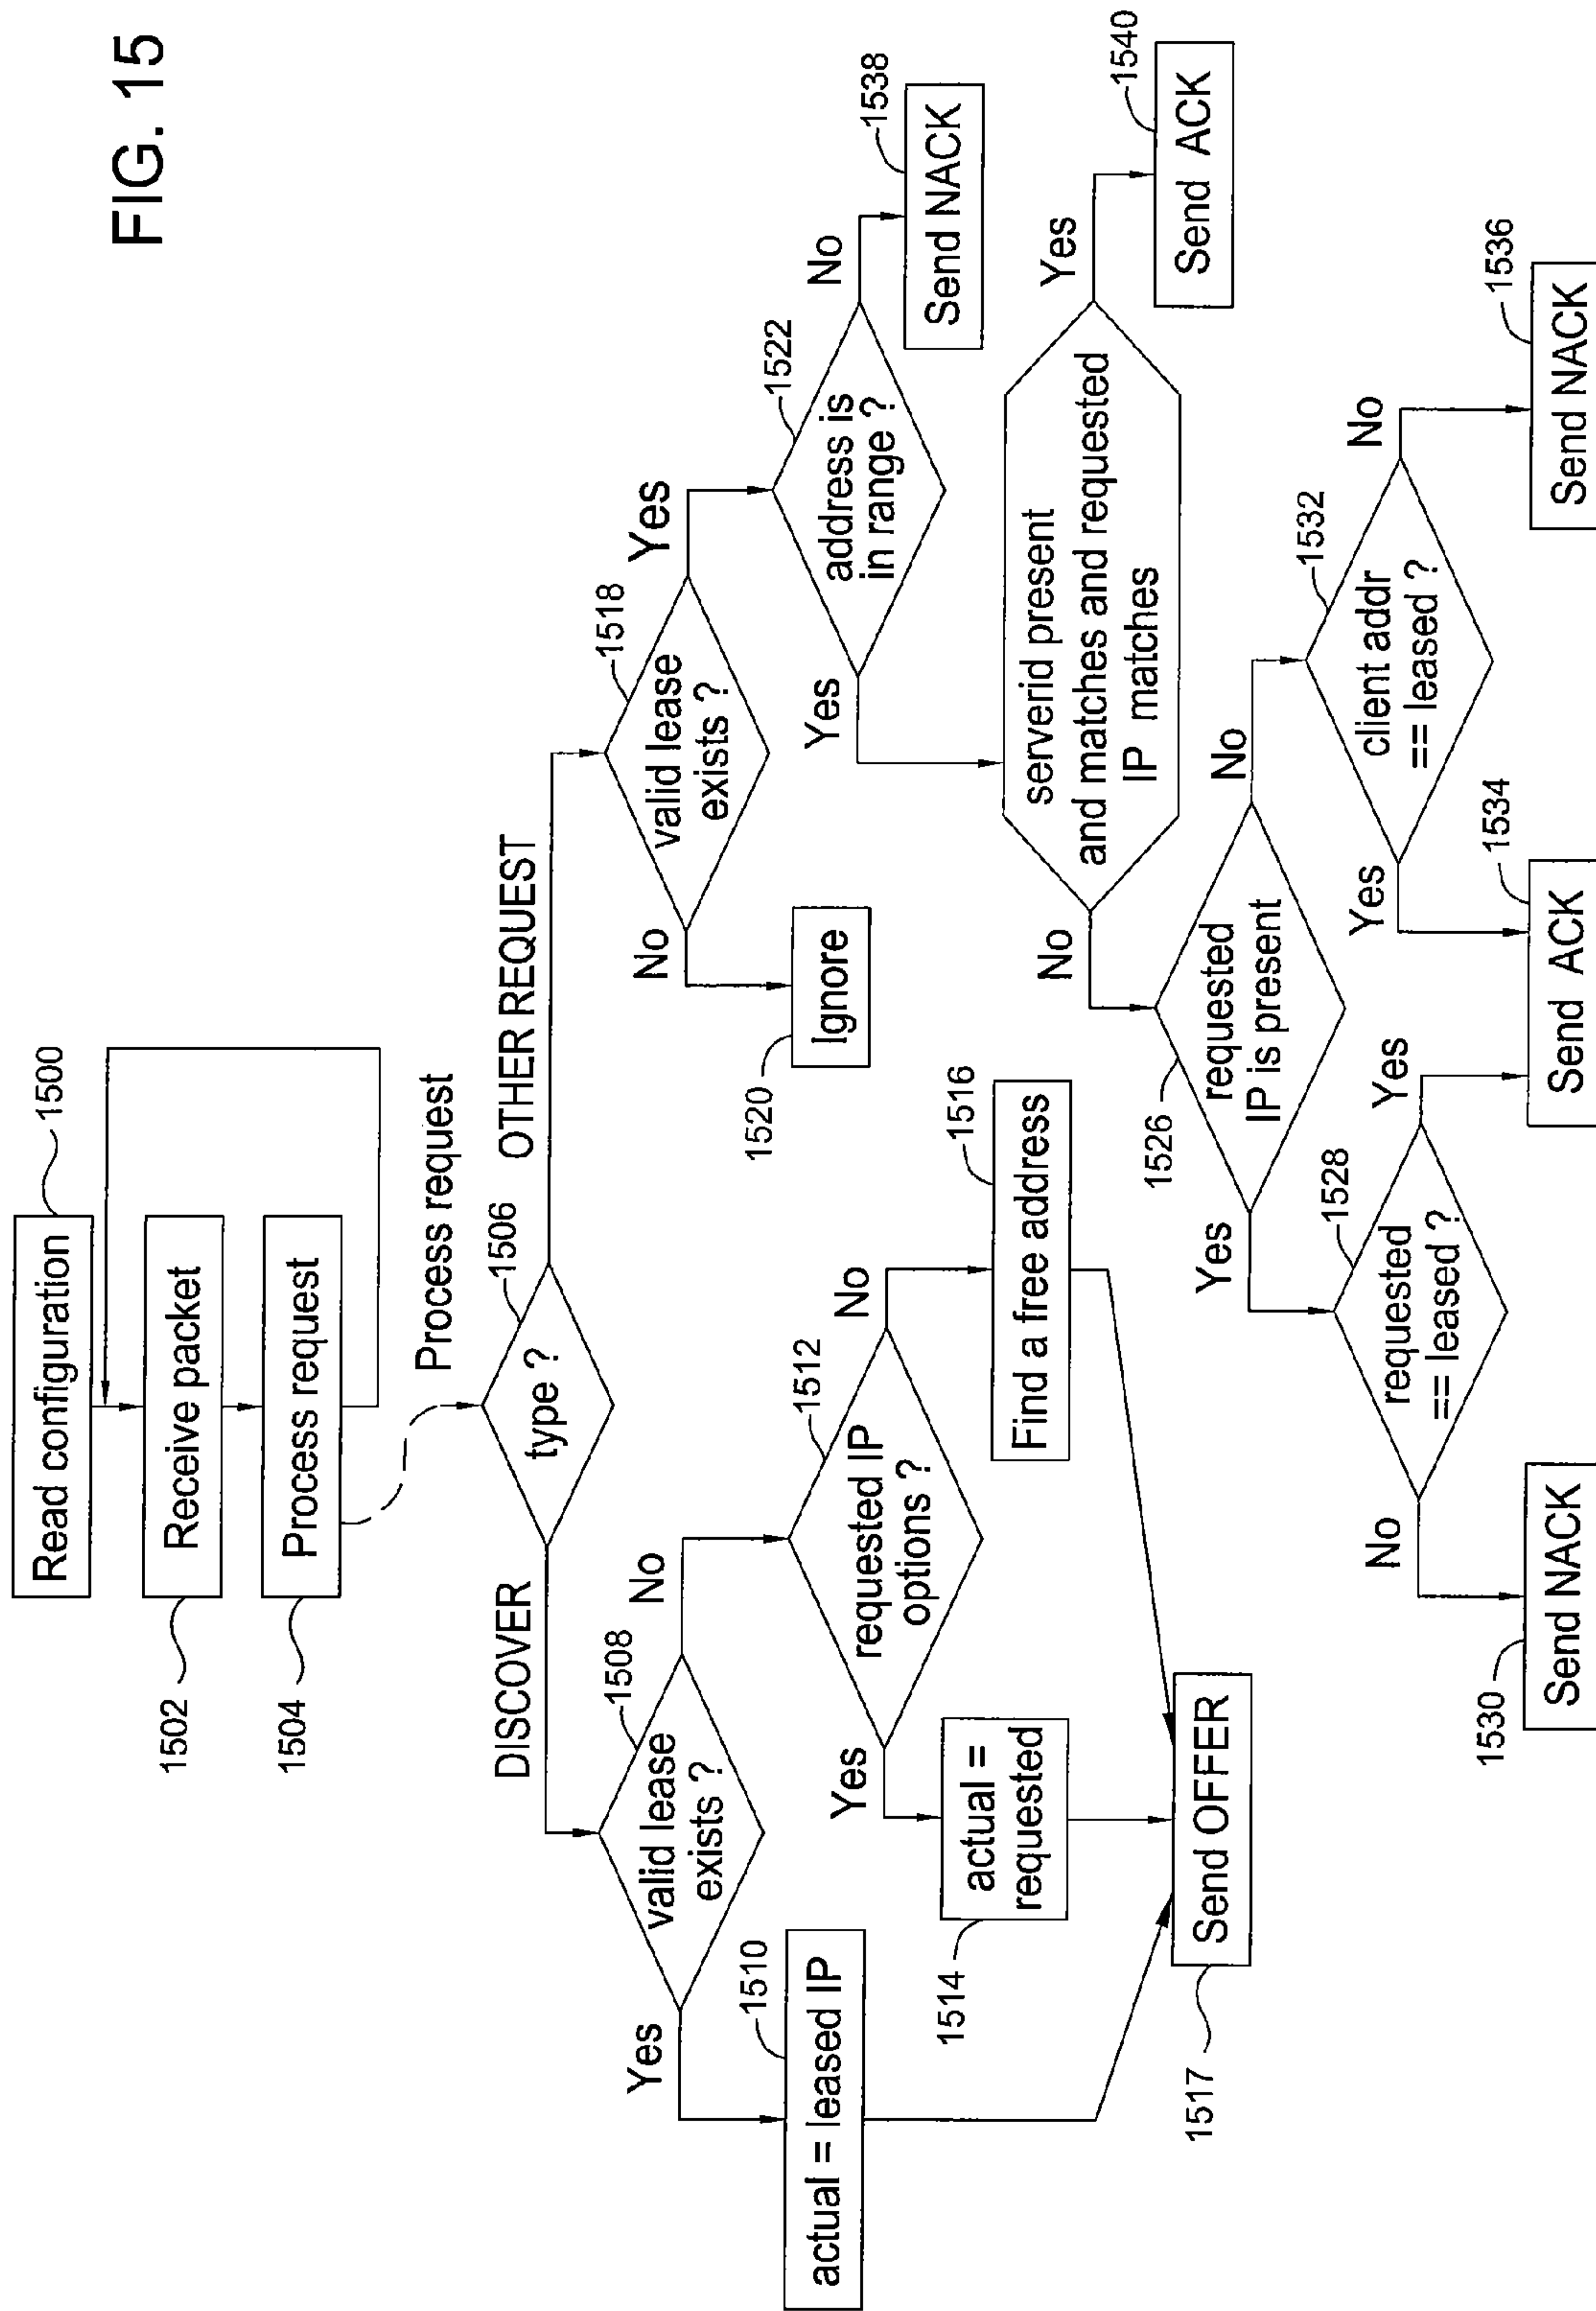 FIG. 15
Read configuration
1500
Receive packet
1502
Process request
1504
Process request
type ?
1506
DISCOVER
OTHER REQUEST
valid lease
exists ?
1508
Yes
No
actual = leased IP
1510
requested IP
options ?
1512
Yes
No
actual =
requested
1514
Find a free address
1516
Send OFFER
1517
valid lease
exists ?
1518
No
Yes
Ignore
1520
address is
in range ?
1522
Yes
No
Send NACK
1538
serverid present
and matches and requested
IP matches
No
Yes
Send ACK
1540
requested
IP is present
1526
Yes
No
requested
== leased ?
1528
No
Yes
client addr
== leased ?
1532
Yes
No
Send NACK
1530
Send ACK
1534
Send NACK
1536